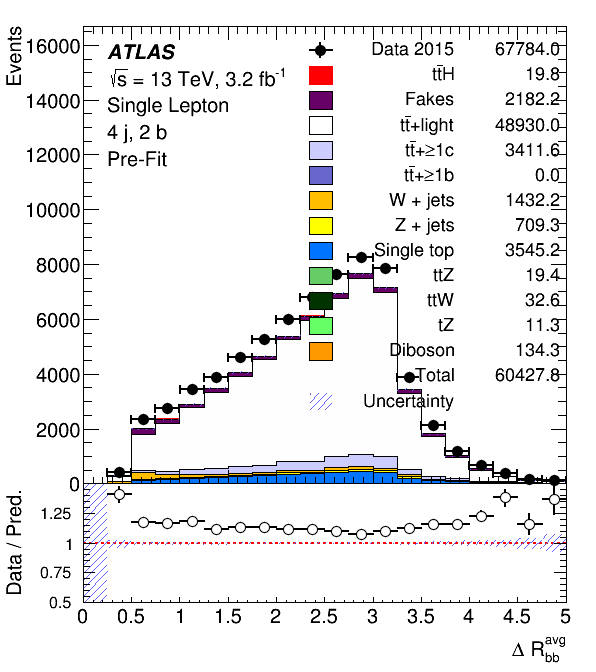 Events
16000
14000
12000
10000
8000
6000
4000
2000
0
ATLAS
√s = 13 TeV, 3.2 fb-1
Single Lepton
4 j, 2 b
Pre-Fit
Data 2015 67784.0
tt̄H 19.8
Fakes 2182.2
tt̄+light 48930.0
tt̄+≥1c 3411.6
tt̄+≥1b 0.0
W + jets 1432.2
Z + jets 709.3
Single top 3545.2
ttZ 19.4
ttW 32.6
tZ 11.3
Diboson 134.3
Total 60427.8
Uncertainty
Data / Pred.
1.25
1
0.75
0.5
0 0.5 1 1.5 2 2.5 3 3.5 4 4.5 5
Δ R avg bb